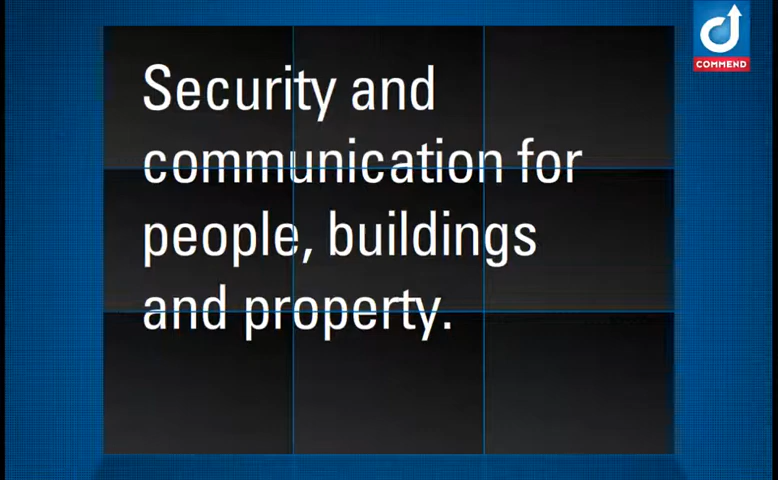 Security and
communication for
people, buildings
and property.
COMMEND